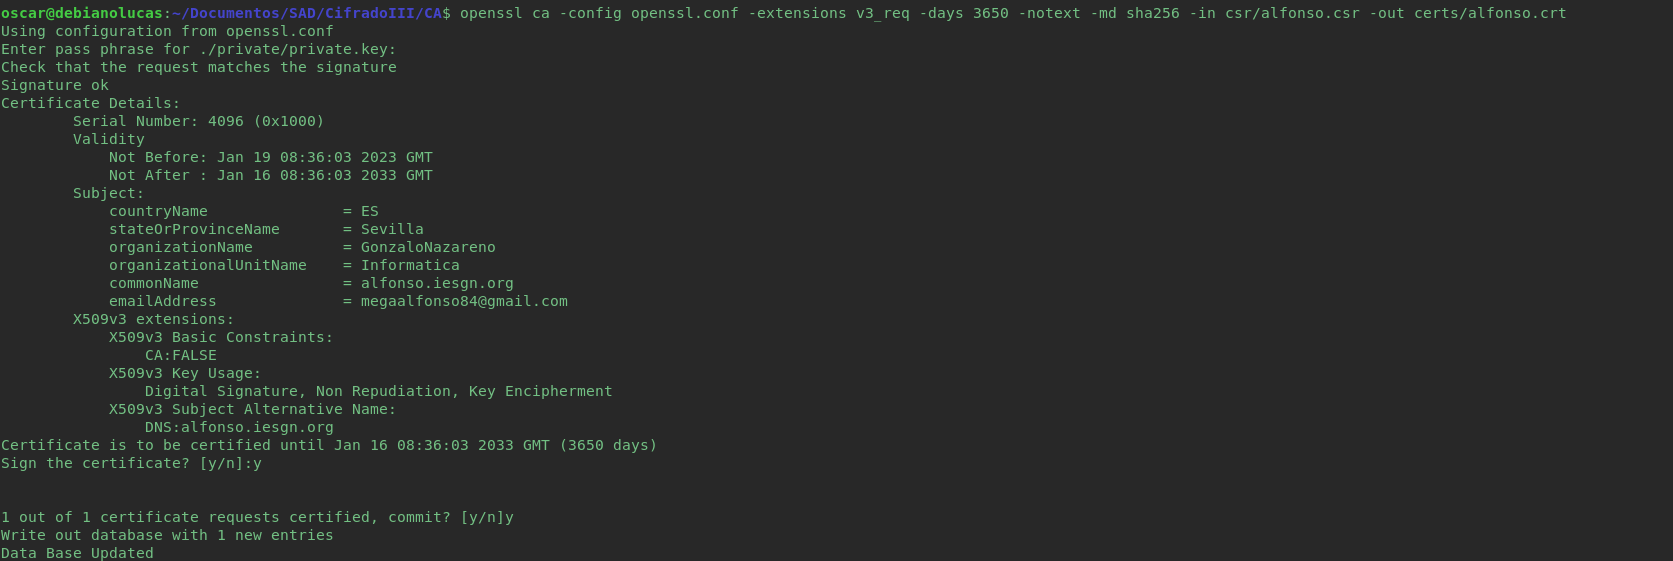 oscar@debianolucas:~/Documentos/SAD/CifradoIII/CA$ openssl ca -config openssl.conf -extensions v3_req -days 3650 -notext -md sha256 -in csr/alfonso.csr -out certs/alfonso.crt
Using configuration from openssl.conf
Enter pass phrase for ./private/private.key:
Check that the request matches the signature
Signature ok
Certificate Details:
        Serial Number: 4096 (0x1000)
        Validity
            Not Before: Jan 19 08:36:03 2023 GMT
            Not After : Jan 16 08:36:03 2033 GMT
        Subject:
            countryName               = ES
            stateOrProvinceName       = Sevilla
            organizationName          = GonzaloNazareno
            organizationalUnitName    = Informatica
            commonName                = alfonso.iesgn.org
            emailAddress              = megaalfonso84@gmail.com
        X509v3 extensions:
            X509v3 Basic Constraints:
                CA:FALSE
            X509v3 Key Usage:
                Digital Signature, Non Repudiation, Key Encipherment
            X509v3 Subject Alternative Name:
                DNS:alfonso.iesgn.org
Certificate is to be certified until Jan 16 08:36:03 2033 GMT (3650 days)
Sign the certificate? [y/n]:y
1 out of 1 certificate requests certified, commit? [y/n]y
Write out database with 1 new entries
Data Base Updated